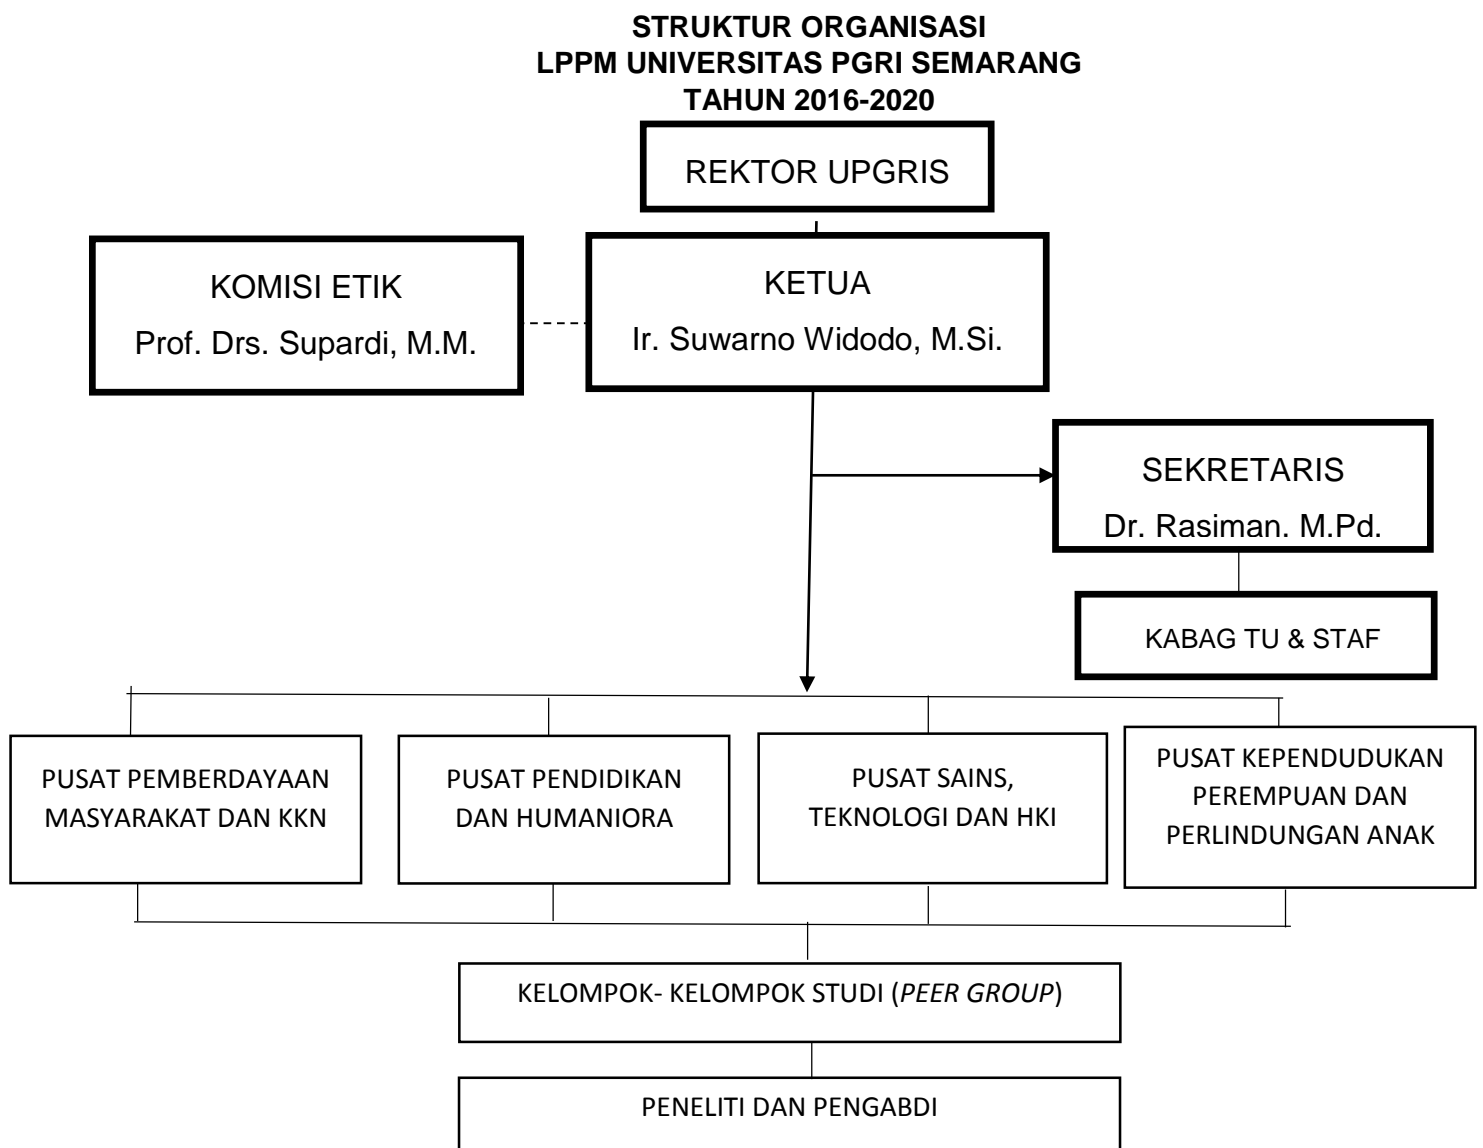 STRUKTUR ORGANISASI
LPPM UNIVERSITAS PGRI SEMARANG
TAHUN 2016-2020
REKTOR UPGRIS
KOMISI ETIK
Prof. Drs. Supardi, M.M.
KETUA
Ir. Suwarno Widodo, M.Si.
SEKRETARIS
Dr. Rasiman. M.Pd.
KABAG TU & STAF
PUSAT PEMBERDAYAAN
MASYARAKAT DAN KKN
PUSAT PENDIDIKAN
DAN HUMANIORA
PUSAT SAINS,
TEKNOLOGI DAN HKI
PUSAT KEPENDUDUKAN
PEREMPUAN DAN
PERLINDUNGAN ANAK
KELOMPOK- KELOMPOK STUDI (PEER GROUP)
PENELITI DAN PENGABDI